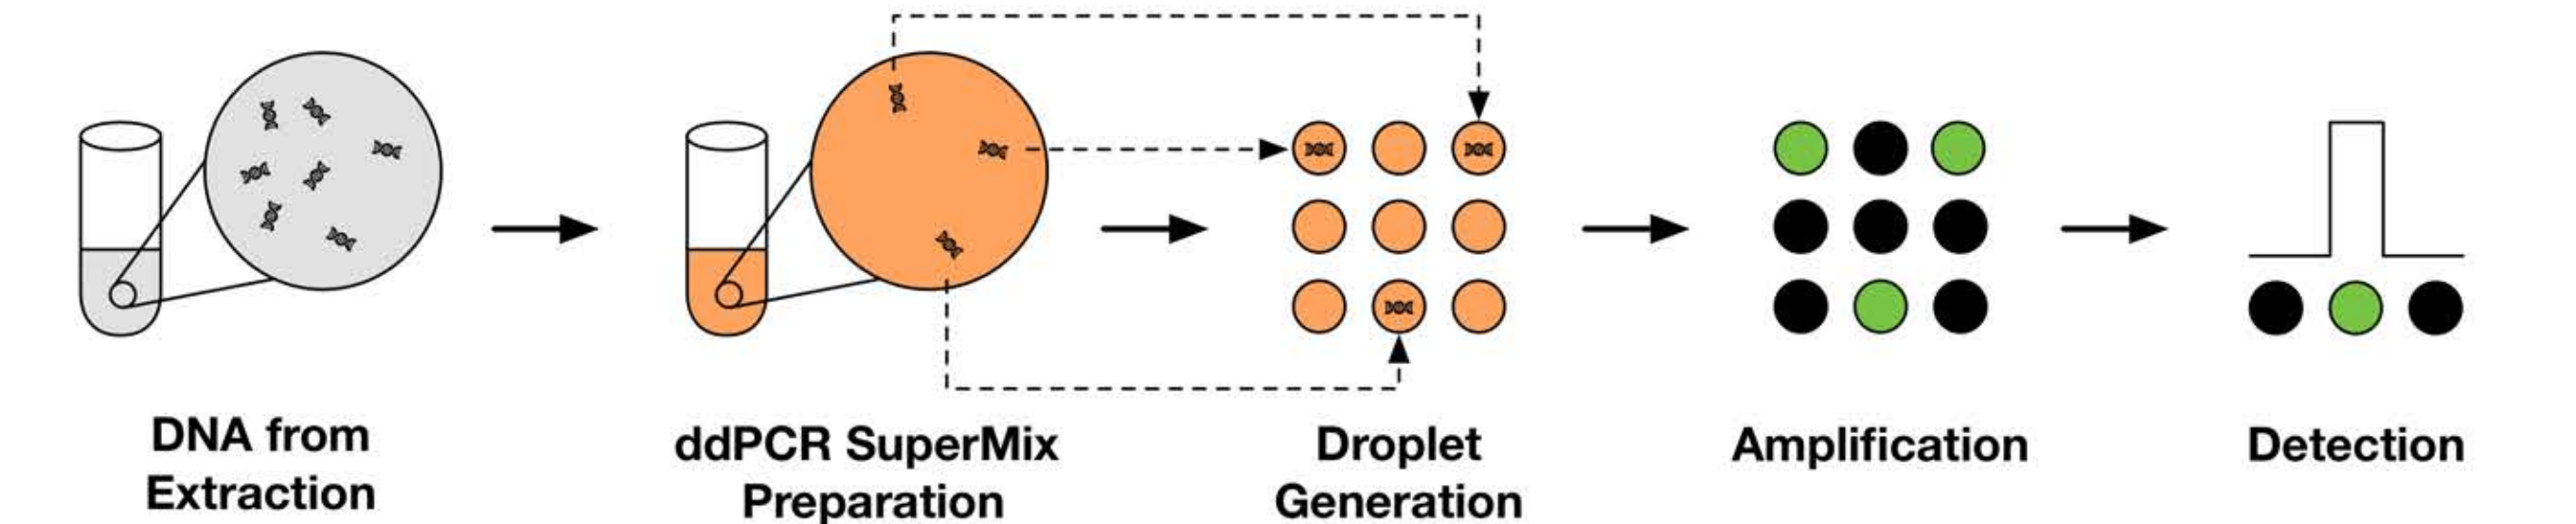 DNA from
Extraction
ddPCR SuperMix
Preparation
Droplet
Generation
Amplification
Detection